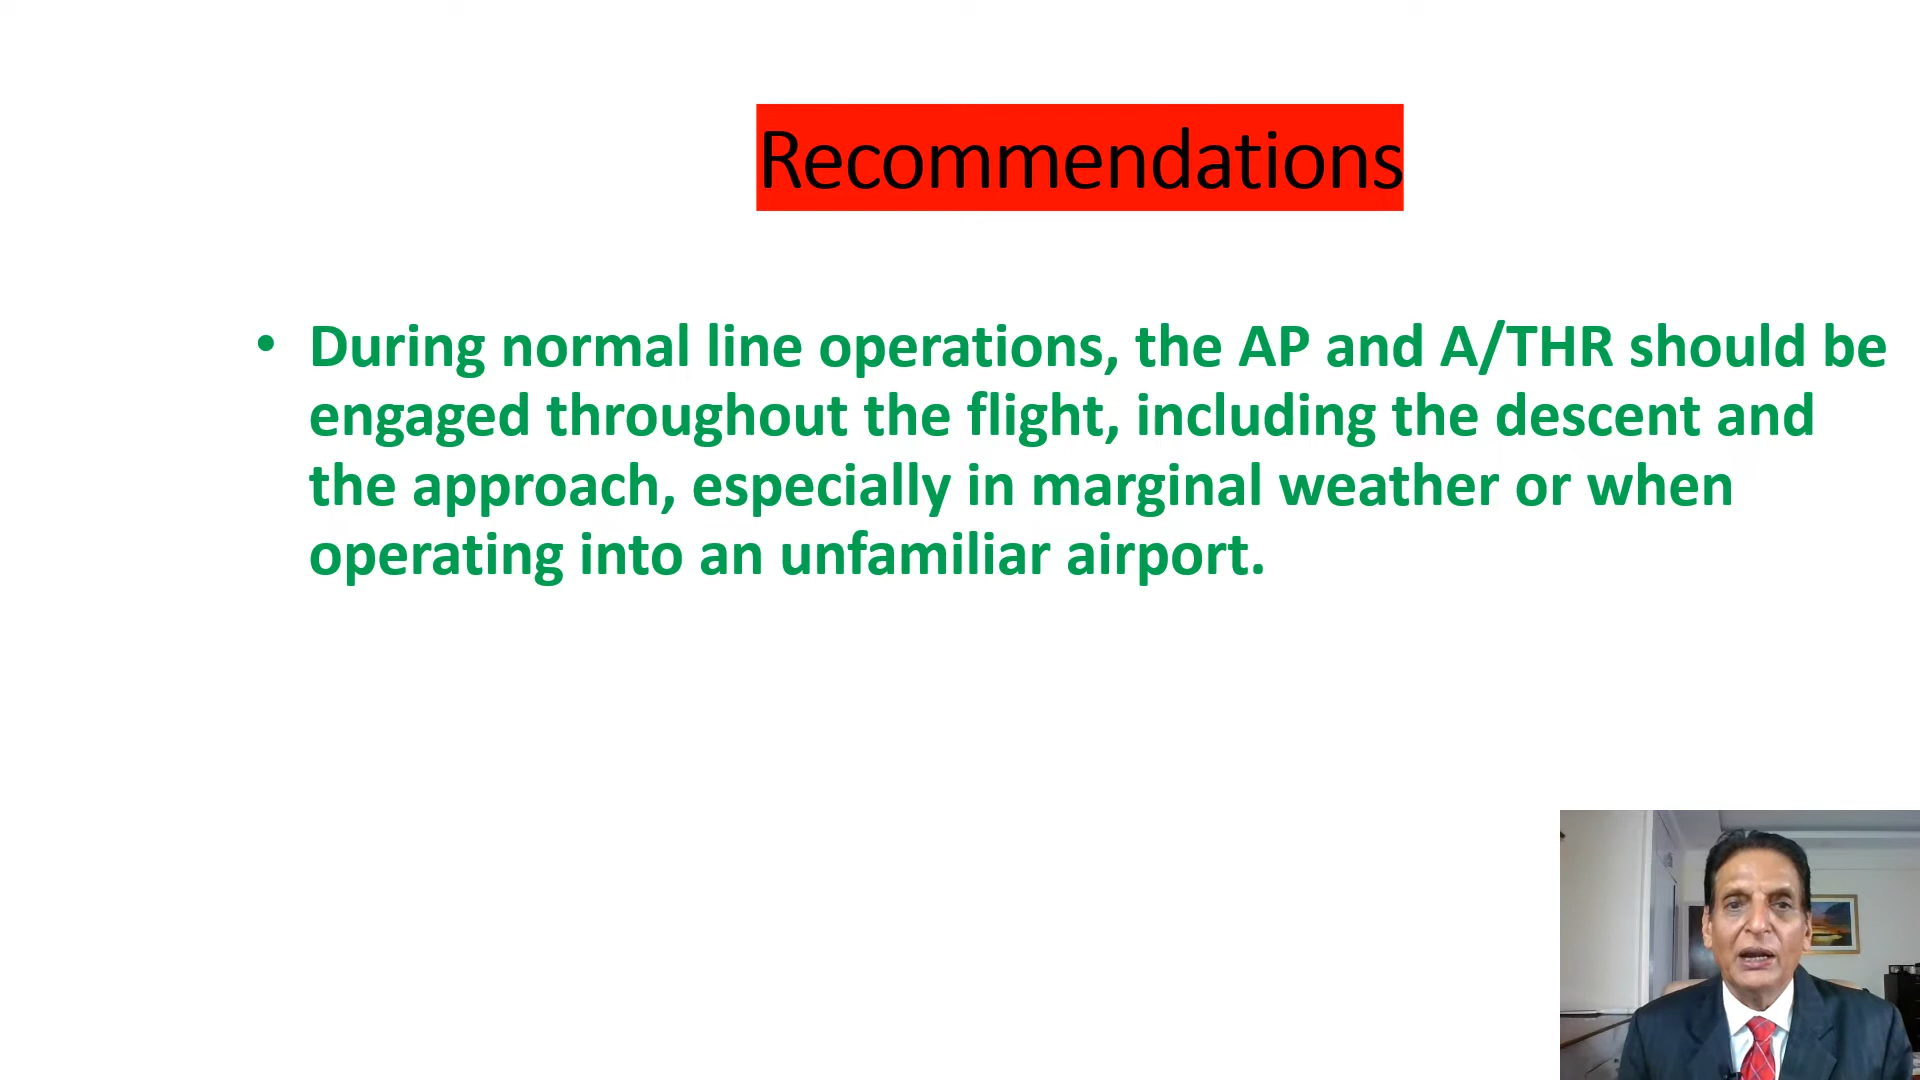 Recommendations
• During normal line operations, the AP and A/THR should be
engaged throughout the flight, including the descent and
the approach, especially in marginal weather or when
operating into an unfamiliar airport.